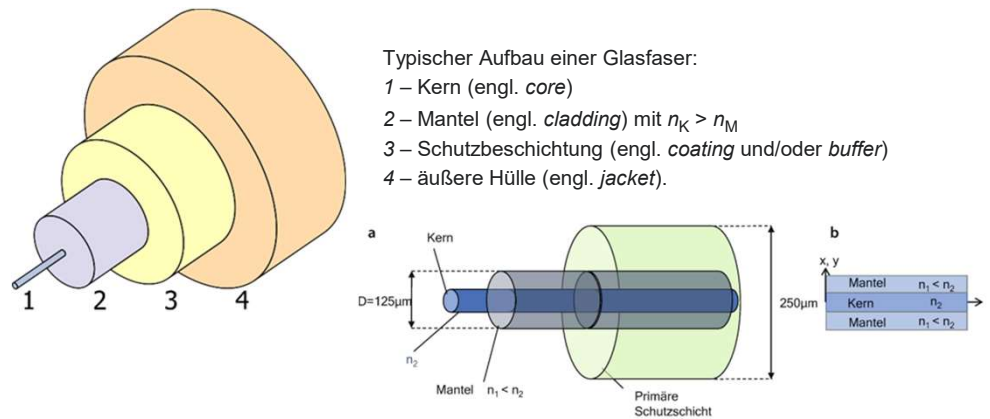 Typischer Aufbau einer Glasfaser:
1 – Kern (engl. core)
2 – Mantel (engl. cladding) mit nK > nM
3 – Schutzbeschichtung (engl. coating und/oder buffer)
4 – äußere Hülle (engl. jacket).
1 2 3 4
a
Kern
D=125µm
n2
Mantel n1 < n2
Primäre
Schutzschicht
250µm
b
x, y
Mantel n1 < n2
Kern n2
Mantel n1 < n2